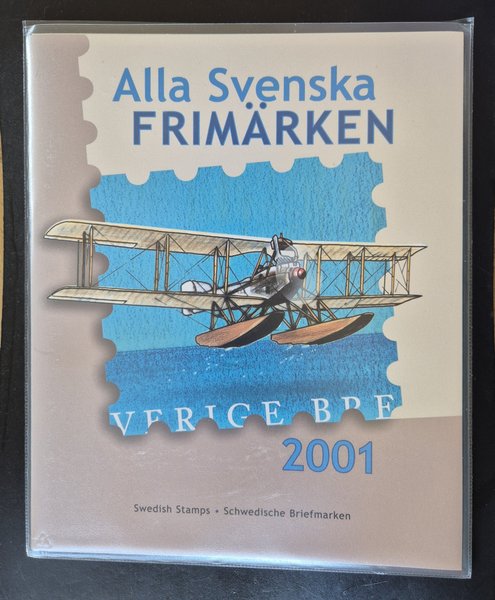 Alla Svenska
FRIMÄRKEN
VERIGE BRE
2001
Swedish Stamps • Schwedische Briefmarken